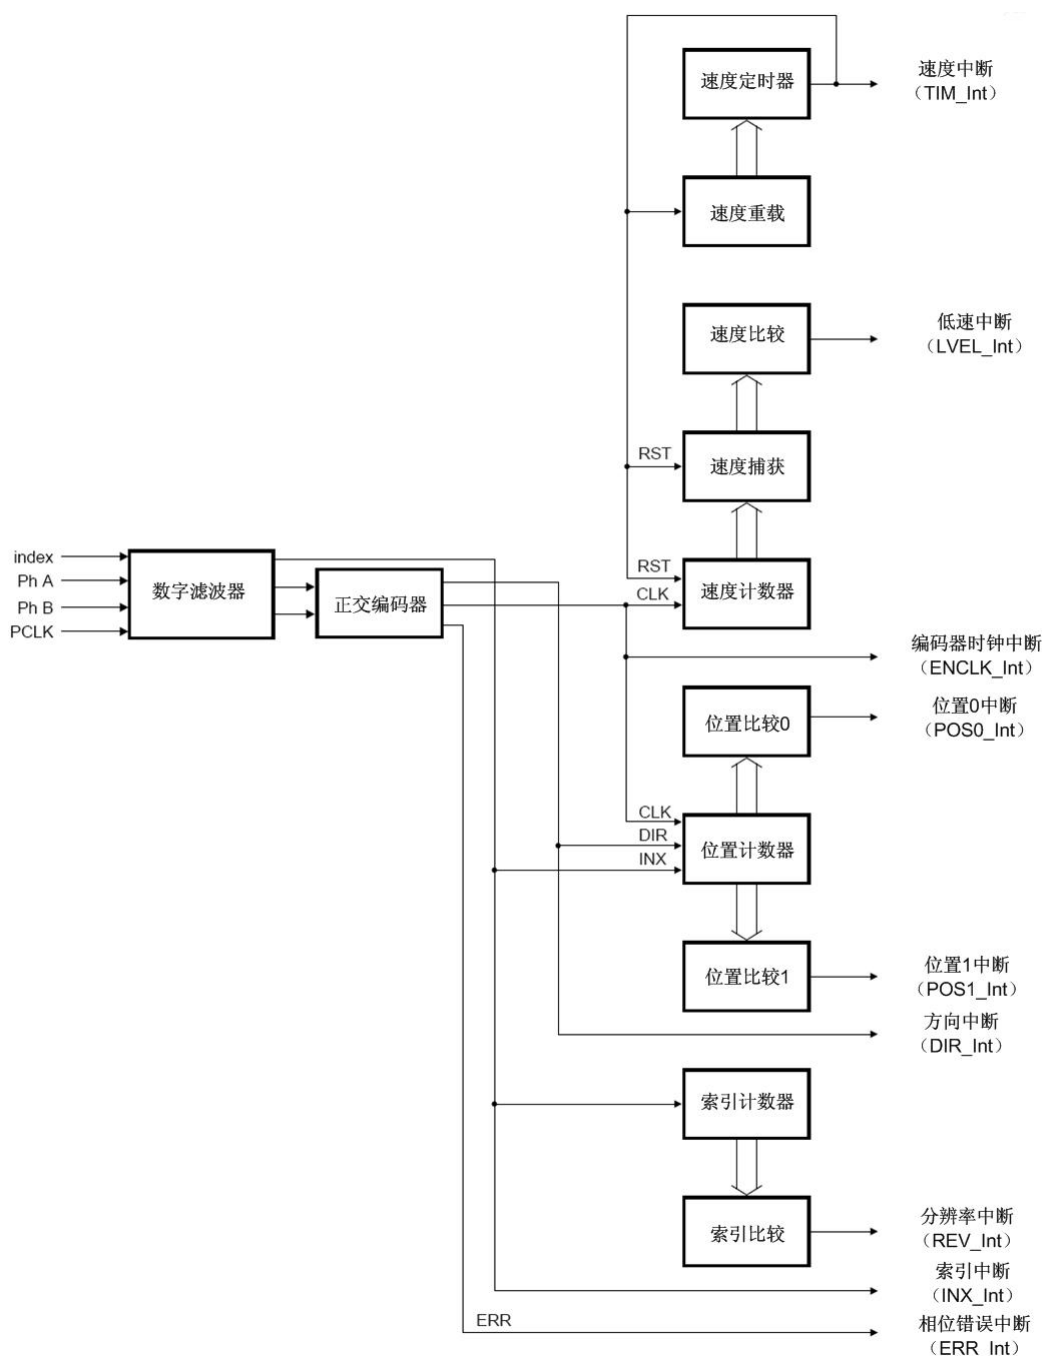 速度定时器
速度中断
（TIM_Int）
速度重载
速度比较
低速中断
（LVEL_Int）
RST
速度捕获
index
Ph A
Ph B
PCLK
数字滤波器
正交编码器
RST
CLK
速度计数器
编码器时钟中断
（ENCLK_Int）
位置比较0
位置0中断
（POS0_Int）
CLK
DIR
INX
位置计数器
位置比较1
位置1中断
（POS1_Int）
方向中断
（DIR_Int）
索引计数器
索引比较
分辨率中断
（REV_Int）
索引中断
（INX_Int）
ERR
相位错误中断
（ERR_Int）